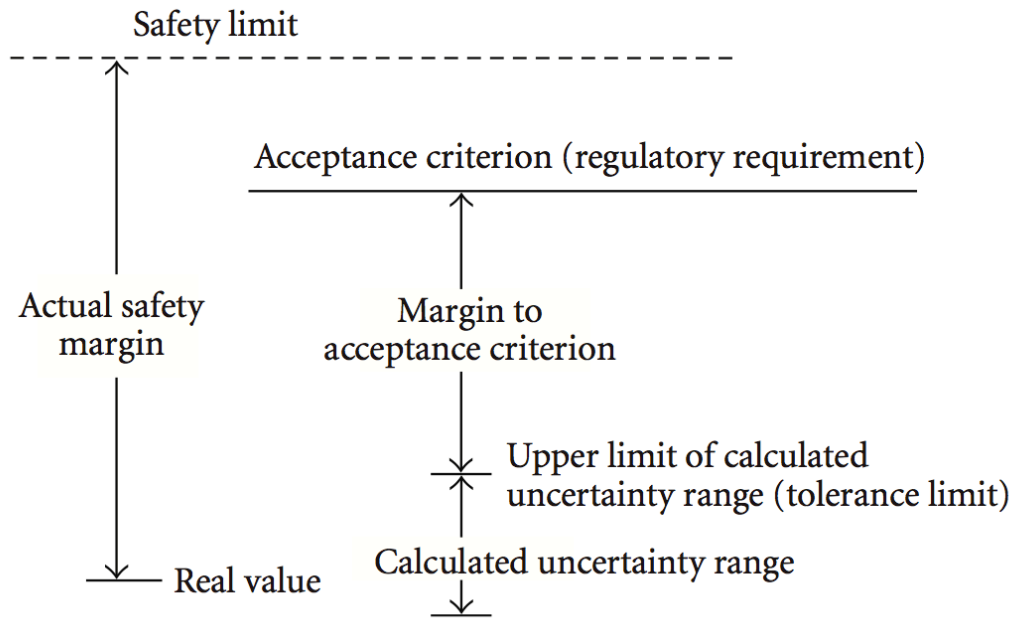 Safety limit
Acceptance criterion (regulatory requirement)
Actual safety
margin
Margin to
acceptance criterion
Upper limit of calculated
uncertainty range (tolerance limit)
Calculated uncertainty range
Real value